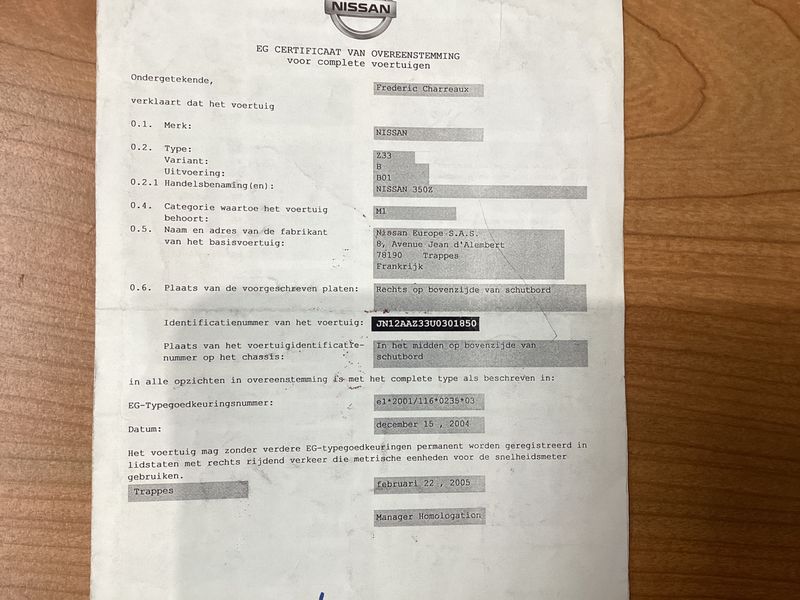 NISSAN
EG CERTIFICAAT VAN OVEREENSTEMMING
voor complete voertuigen
Ondergetekende,
Frederic Charreaux
verklaart dat het voertuig
0.1. Merk: NISSAN
0.2. Type: Z33
Variant: B
Uitvoering: B01
0.2.1 Handelsbenaming(en): NISSAN 350Z
0.4. Categorie waartoe het voertuig M1
behoort:
0.5. Naam en adres van de fabrikant Nissan Europe S.A.S.
van het basisvoertuig: 8, Avenue Jean d'Alembert
78190 Trappes
Frankrijk
0.6. Plaats van de voorgeschreven platen: Rechts op bovenzijde van schutbord
Identificatienummer van het voertuig: JN12AAZ33U0301850
Plaats van het voertuigidentificatie- In het midden op bovenzijde van
nummer op het chassis: schutbord
in alle opzichten in overeenstemming is met het complete type als beschreven in:
EG-Typegoedkeuringsnummer: e1*2001/116*0235*03
Datum: december 15 , 2004
Het voertuig mag zonder verdere EG-typegoedkeuringen permanent worden geregistreerd in
lidstaten met rechts rijdend verkeer die metrische eenheden voor de snelheidsmeter
gebruiken.
Trappes februari 22 , 2005
Manager Homologation